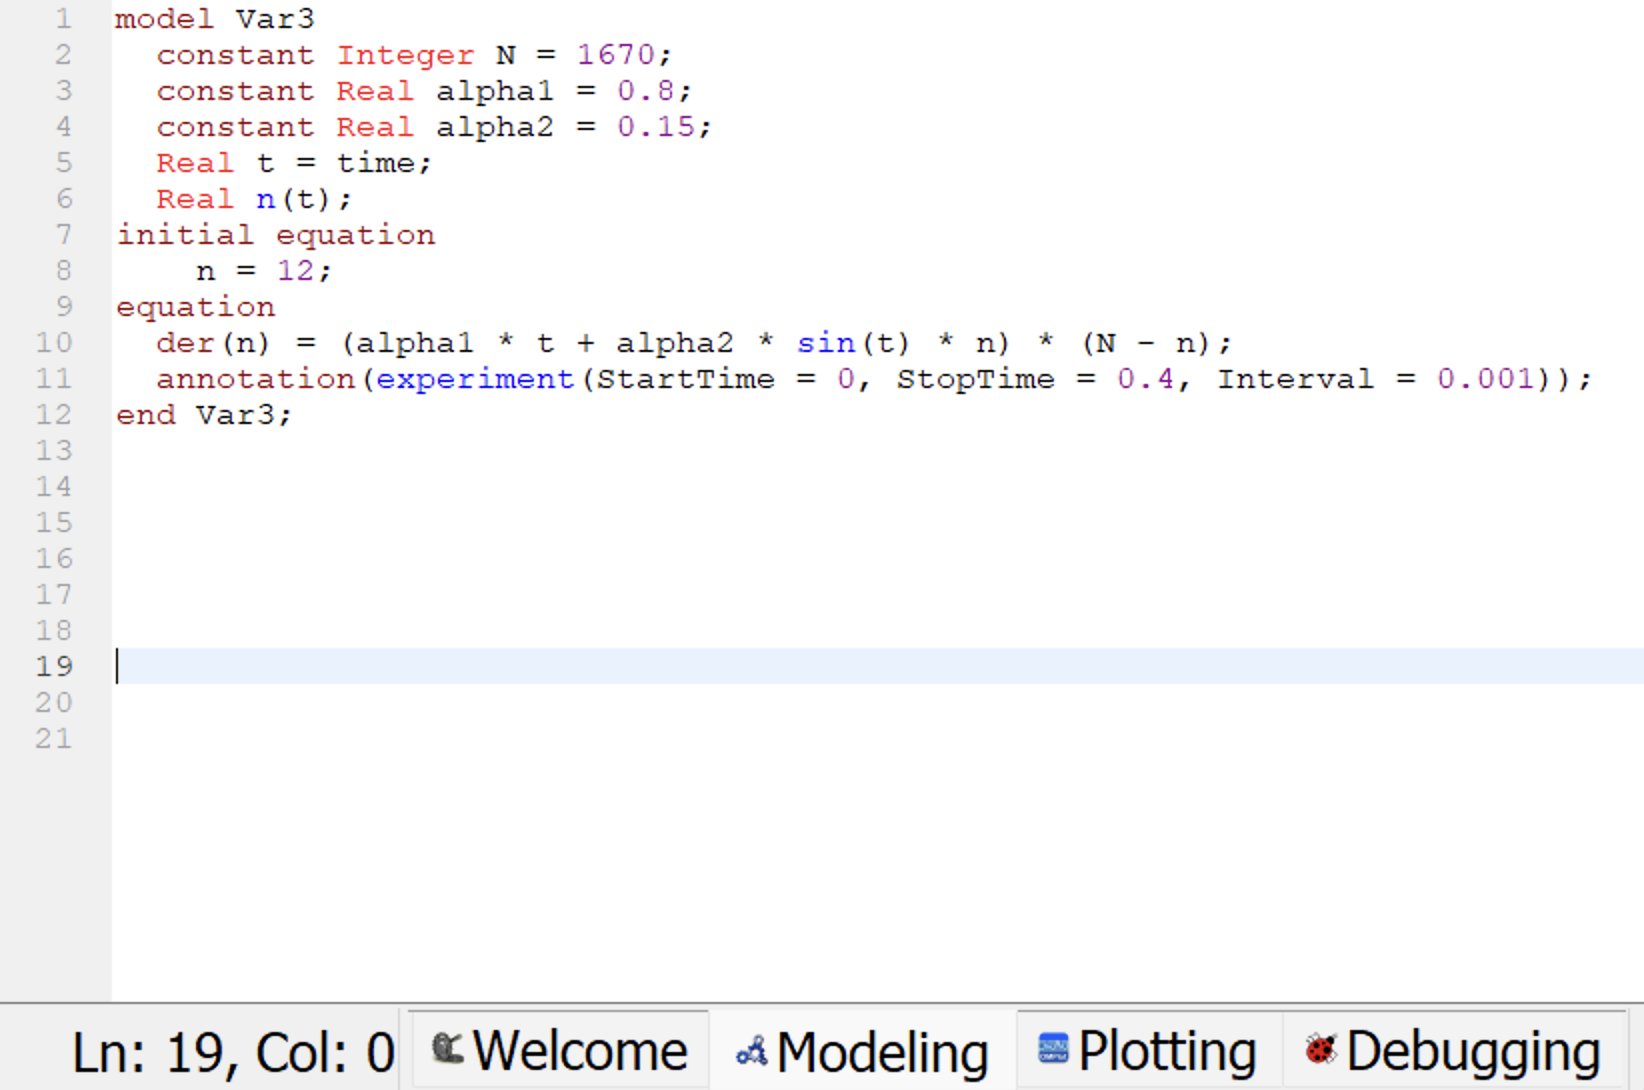 1 model Var3
2 constant Integer N = 1670;
3 constant Real alpha1 = 0.8;
4 constant Real alpha2 = 0.15;
5 Real t = time;
6 Real n(t);
7 initial equation
8 n = 12;
9 equation
10 der(n) = (alpha1 * t + alpha2 * sin(t) * n) * (N - n);
11 annotation(experiment(StartTime = 0, StopTime = 0.4, Interval = 0.001));
12 end Var3;
13
14
15
16
17
18
19
20
21
Ln: 19, Col: 0 Welcome Modeling Plotting Debugging